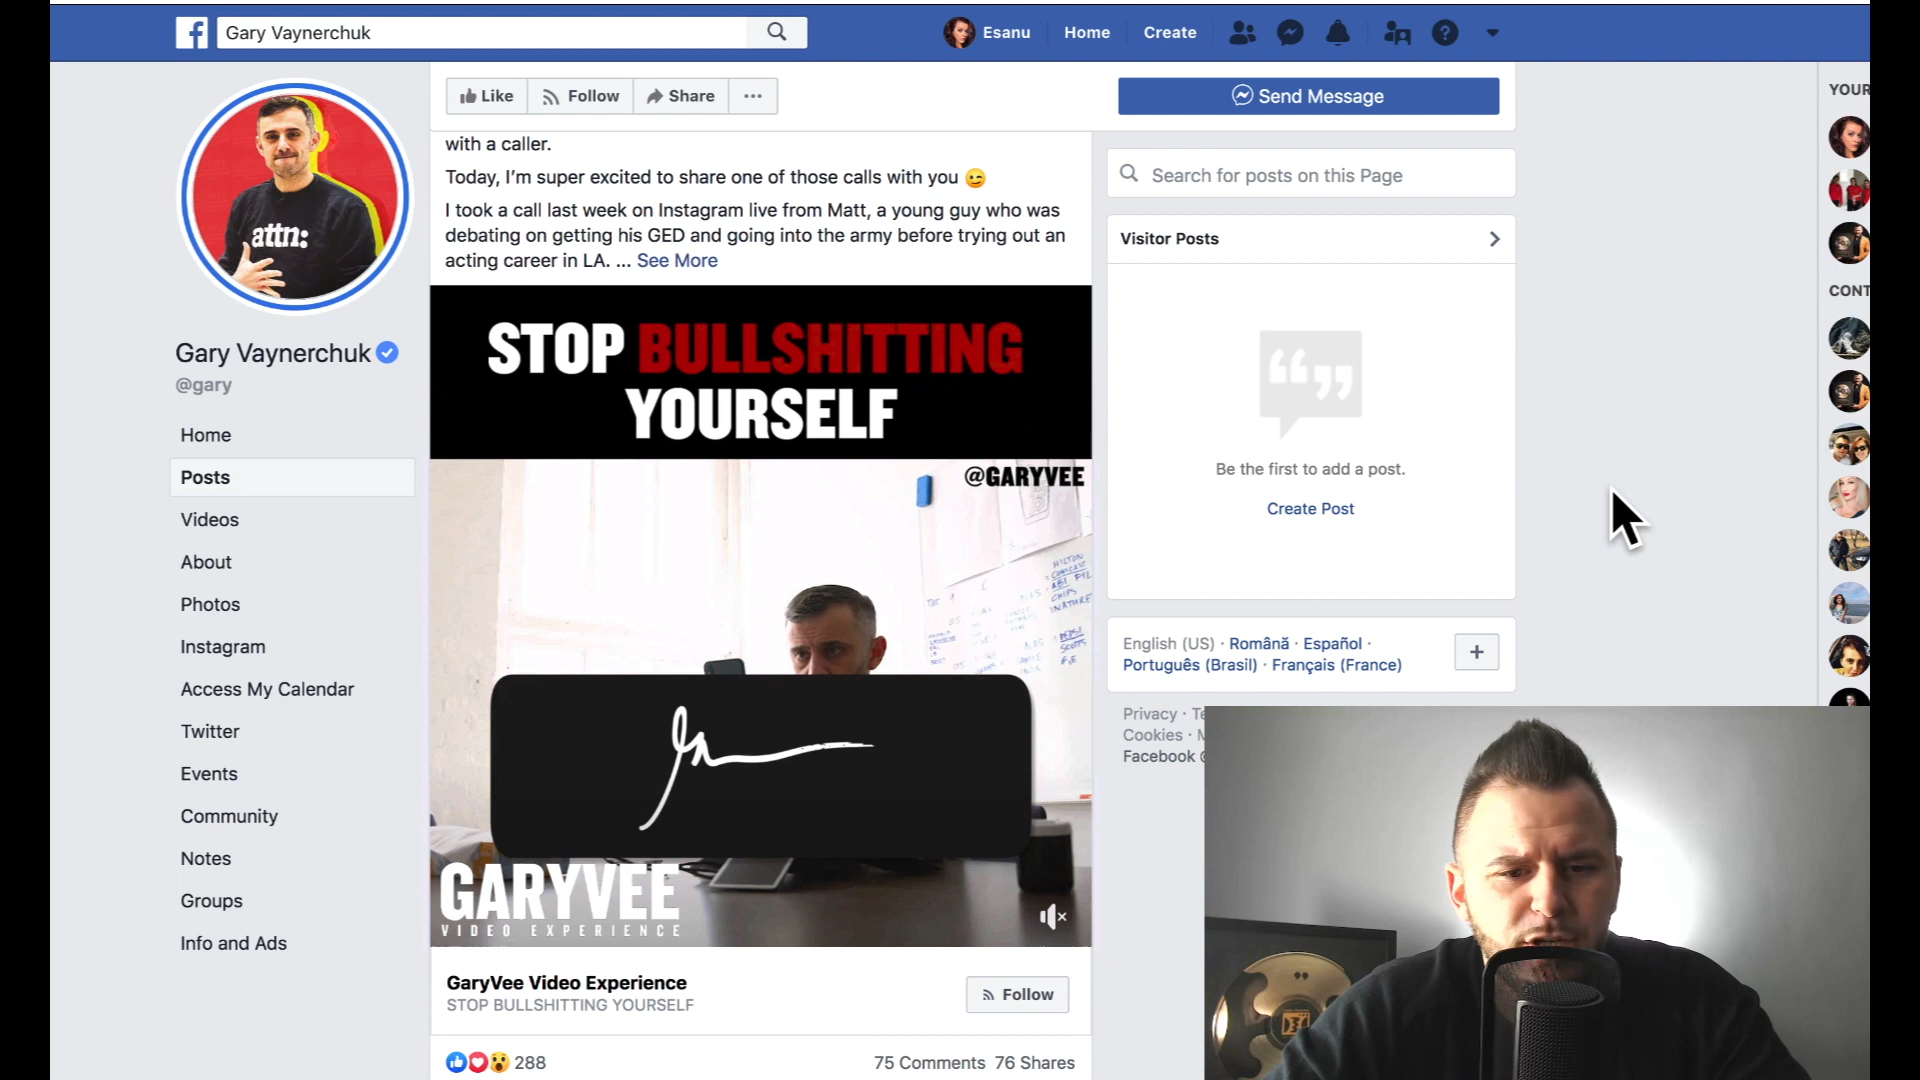 Gary Vaynerchuk
Esanu
Home
Create
Like
Follow
Share
Send Message
attn:
Gary Vaynerchuk
@gary
Home
Posts
Videos
About
Photos
Instagram
Access My Calendar
Twitter
Events
Community
Notes
Groups
Info and Ads
with a caller.
Today, I'm super excited to share one of those calls with you
I took a call last week on Instagram live from Matt, a young guy who was
debating on getting his GED and going into the army before trying out an
acting career in LA. ... See More
STOP BULLSHITTING
YOURSELF
@GARYVEE
HILTON
COMCAST
CHIPS
GARYVEE
VIDEO EXPERIENCE
GaryVee Video Experience
STOP BULLSHITTING YOURSELF
Follow
288
75 Comments 76 Shares
Search for posts on this Page
Visitor Posts
Be the first to add a post.
Create Post
English (US) · Română · Español ·
Português (Brasil) · Français (France)
Privacy ·
Cookies ·
Facebook
YOUR
CONT